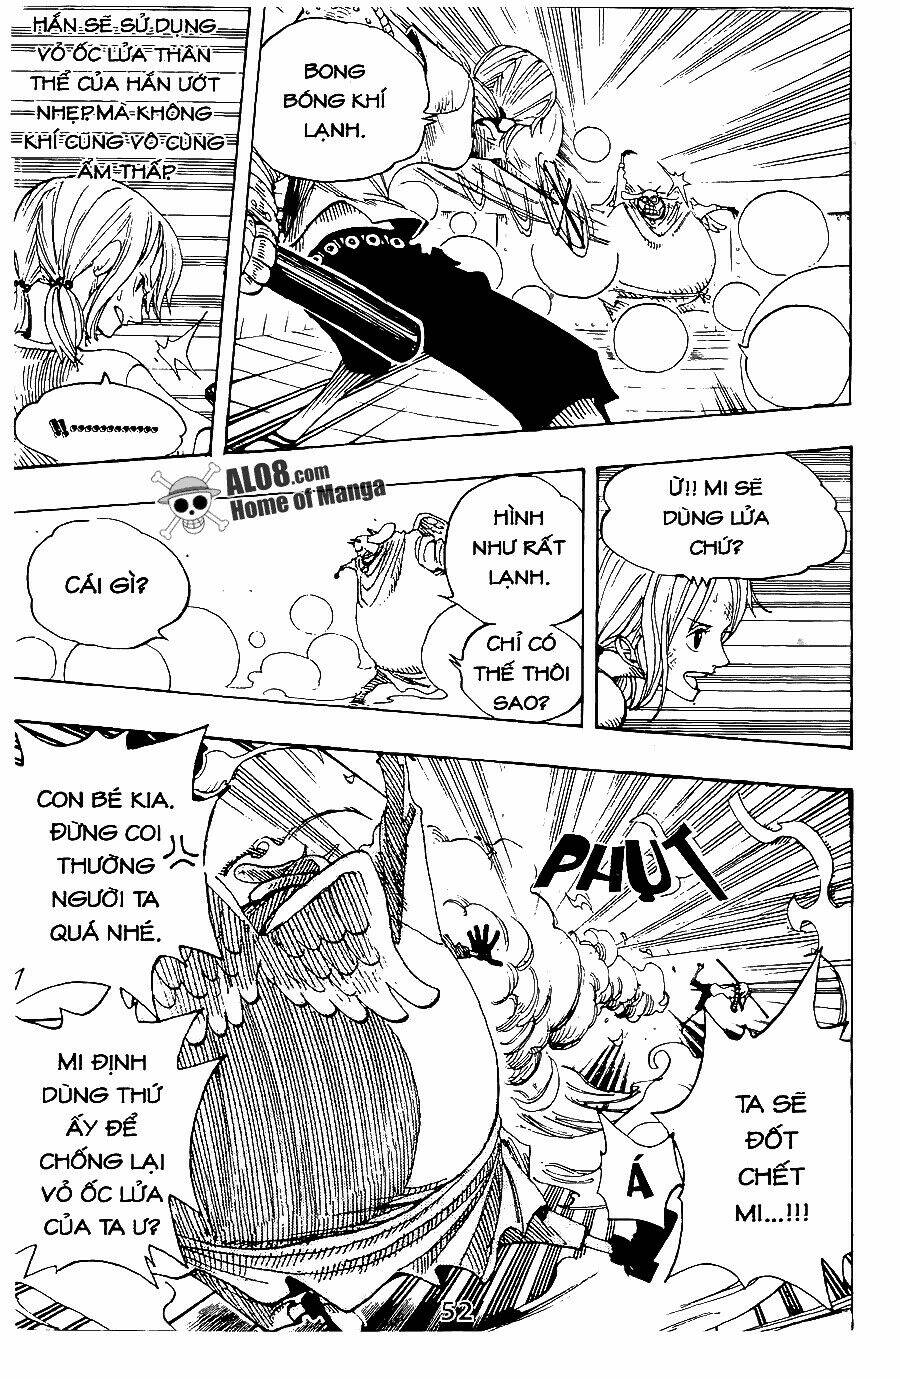 HẮN SẼ SỬ DỤNG
VỎ ỐC LỬA THÂN
THỂ CỦA HẮN ƯỚT
NHẸP MÀ KHÔNG
KHÍ CŨNG VÔ CÙNG
ẨM THẤP.
BONG
BÓNG KHÍ
LẠNH.
!!............
AL08.com
Home of Manga
CÁI GÌ?
HÌNH
NHƯ RẤT
LẠNH.
CHỈ CÓ
THẾ THÔI
SAO?
Ừ!! MI SẼ
DÙNG LỬA
CHỨ?
CON BÉ KIA.
ĐỪNG COI
THƯỜNG
NGƯỜI TA
QUÁ NHÉ.
PHỤT
MI ĐỊNH
DÙNG THỨ
ẤY ĐỂ
CHỐNG LẠI
VỎ ỐC LỬA
CỦA TA Ư?
Á
TA SẼ
ĐỐT
CHẾT
MI...!!!
52